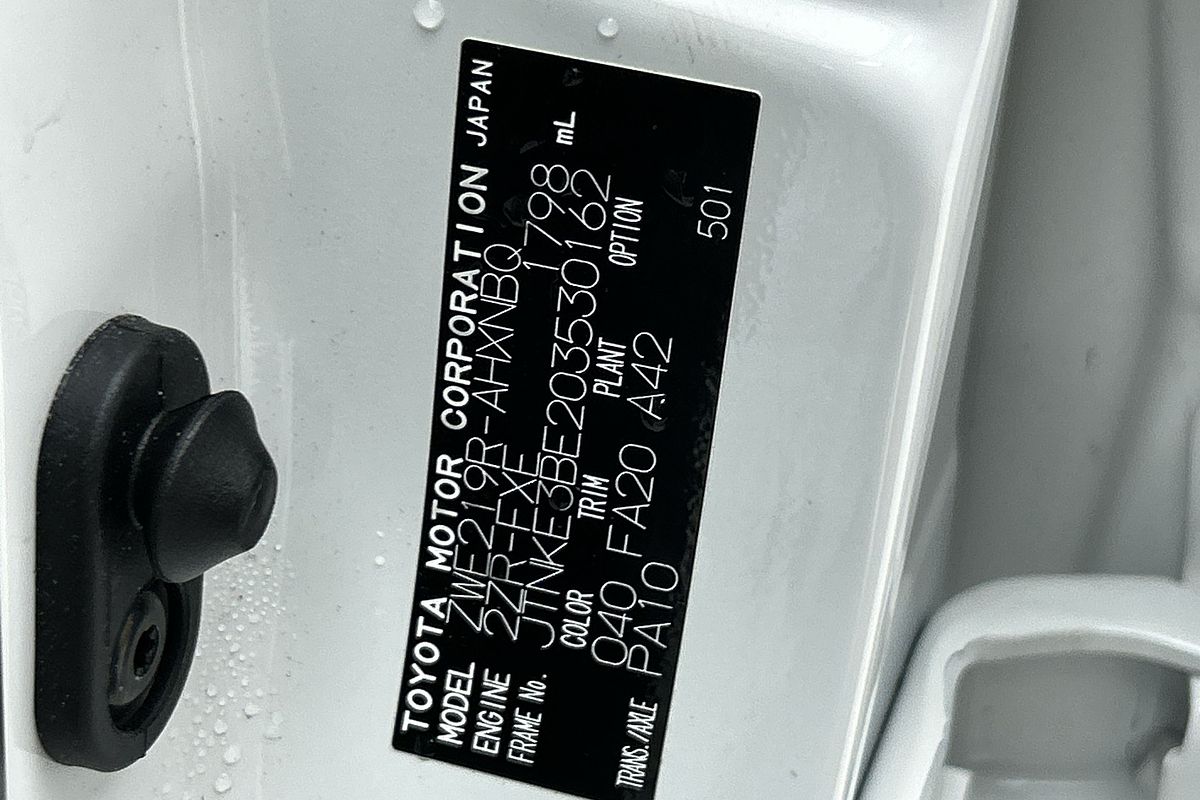 TOYOTA MOTOR CORPORATION JAPAN
MODEL ZWE219R-AHXNBQ
ENGINE 2ZR-FXE 1798 mL
FRAME No. JTNKE3BE203530162
COLOR TRIM PLANT OPTION
040 FA20 A42
TRANS./AXLE PA10 501